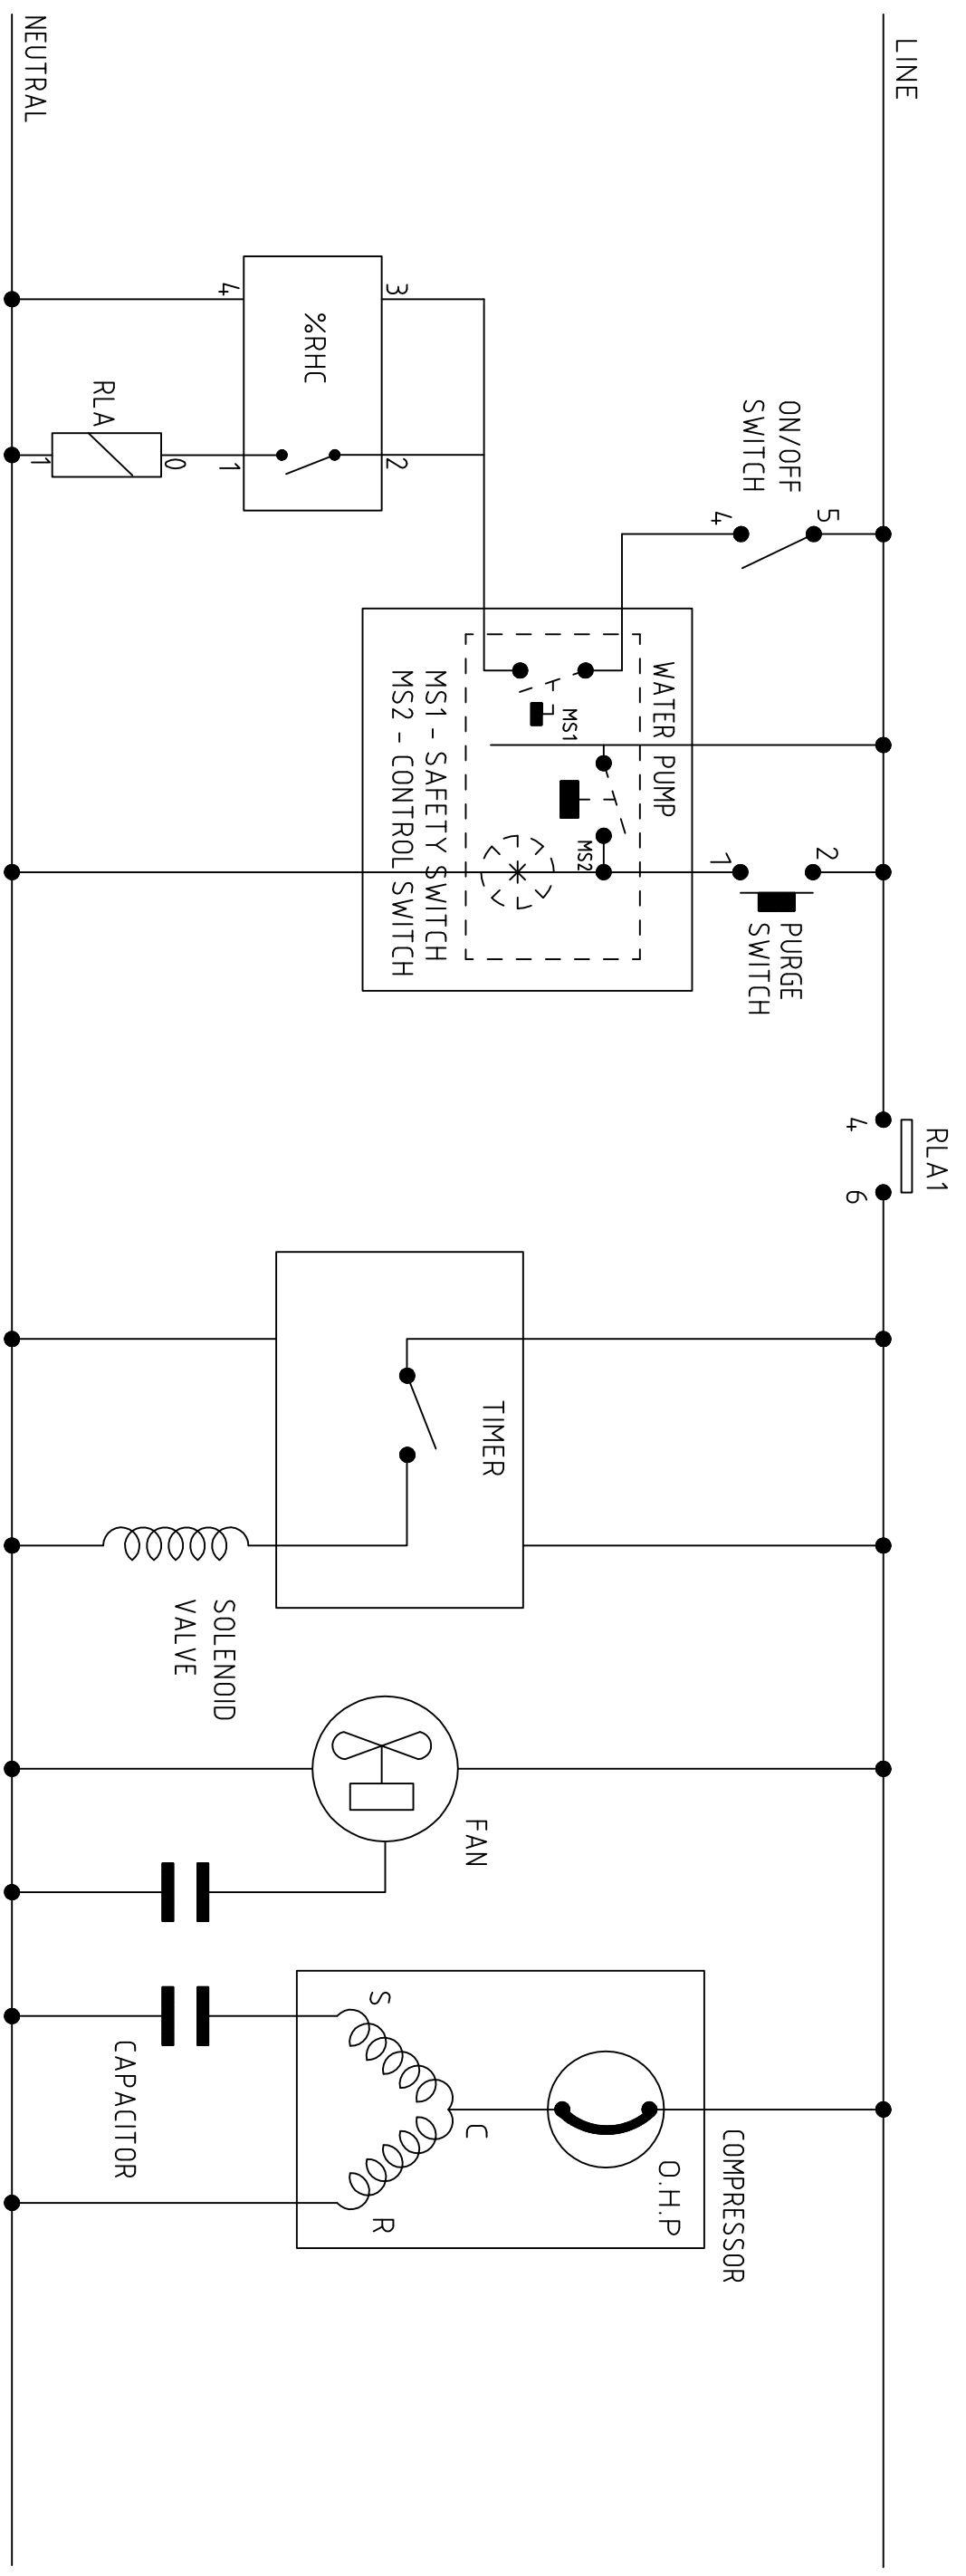 LINE
NEUTRAL
ON/OFF
SWITCH
5
4
%RHC
3
4
2
1
RLA
0
1
WATER PUMP
MS1
MS2
MS1 - SAFETY SWITCH
MS2 - CONTROL SWITCH
2
1
PURGE
SWITCH
RLA1
4
6
TIMER
SOLENOID
VALVE
FAN
COMPRESSOR
O.H.P
C
S
R
CAPACITOR